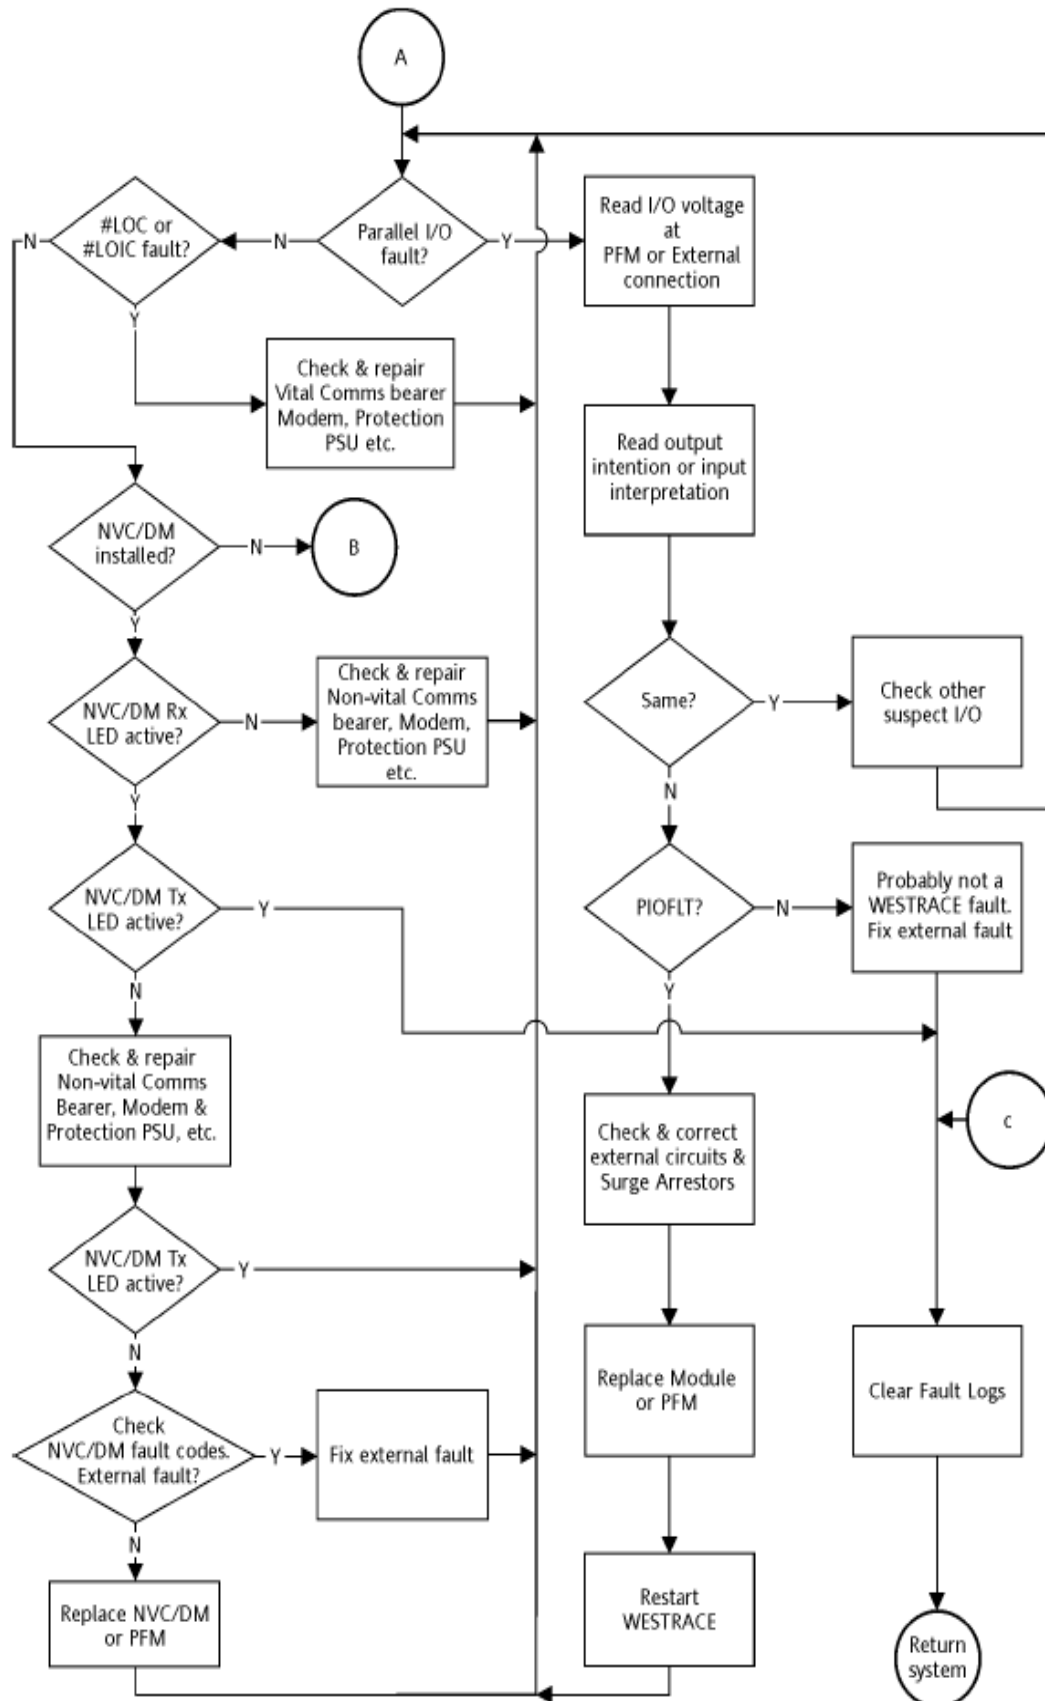 A
#LOC or
#LOIC fault?
N
N
Parallel I/O
fault?
Y
Read I/O voltage
at
PFM or External
connection
Y
Check & repair
Vital Comms bearer
Modem, Protection
PSU etc.
Read output
intention or input
interpretation
NVC/DM
installed?
N
B
Y
NVC/DM Rx
LED active?
N
Check & repair
Non-vital Comms
bearer, Modem,
Protection PSU
etc.
Same?
Y
Check other
suspect I/O
Y
N
NVC/DM Tx
LED active?
Y
PIOFLT?
N
Probably not a
WESTRACE fault.
Fix external fault
N
Y
Check & repair
Non-vital Comms
Bearer, Modem &
Protection PSU, etc.
Check & correct
external circuits &
Surge Arrestors
c
NVC/DM Tx
LED active?
Y
N
Replace Module
or PFM
Clear Fault Logs
Check
NVC/DM fault codes.
External fault?
Y
Fix external fault
N
Replace NVC/DM
or PFM
Restart
WESTRACE
Return
system